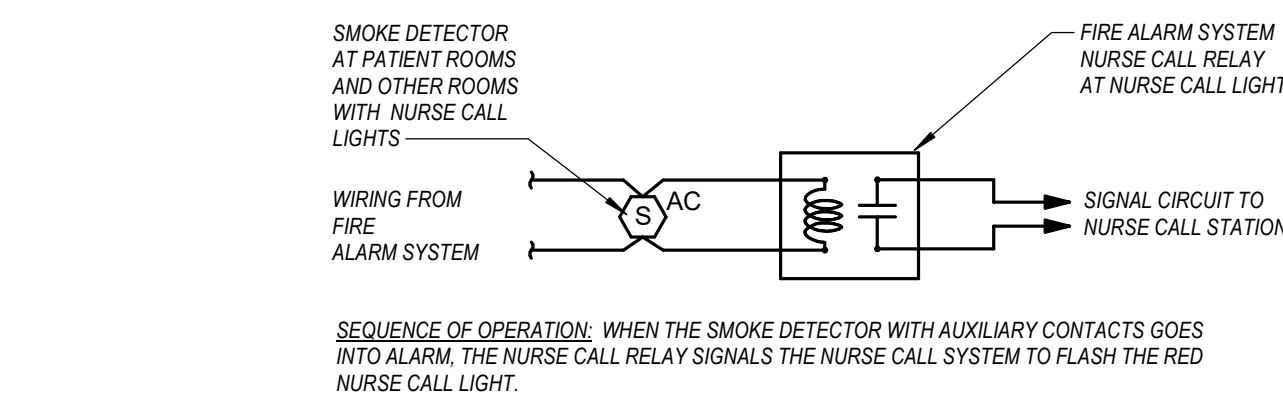 SMOKE DETECTOR
AT PATIENT ROOMS
AND OTHER ROOMS
WITH NURSE CALL
LIGHTS
FIRE ALARM SYSTEM
NURSE CALL RELAY
AT NURSE CALL LIGHT
WIRING FROM
FIRE
ALARM SYSTEM
S
AC
SIGNAL CIRCUIT TO
NURSE CALL STATION
SEQUENCE OF OPERATION: WHEN THE SMOKE DETECTOR WITH AUXILIARY CONTACTS GOES
INTO ALARM, THE NURSE CALL RELAY SIGNALS THE NURSE CALL SYSTEM TO FLASH THE RED
NURSE CALL LIGHT.